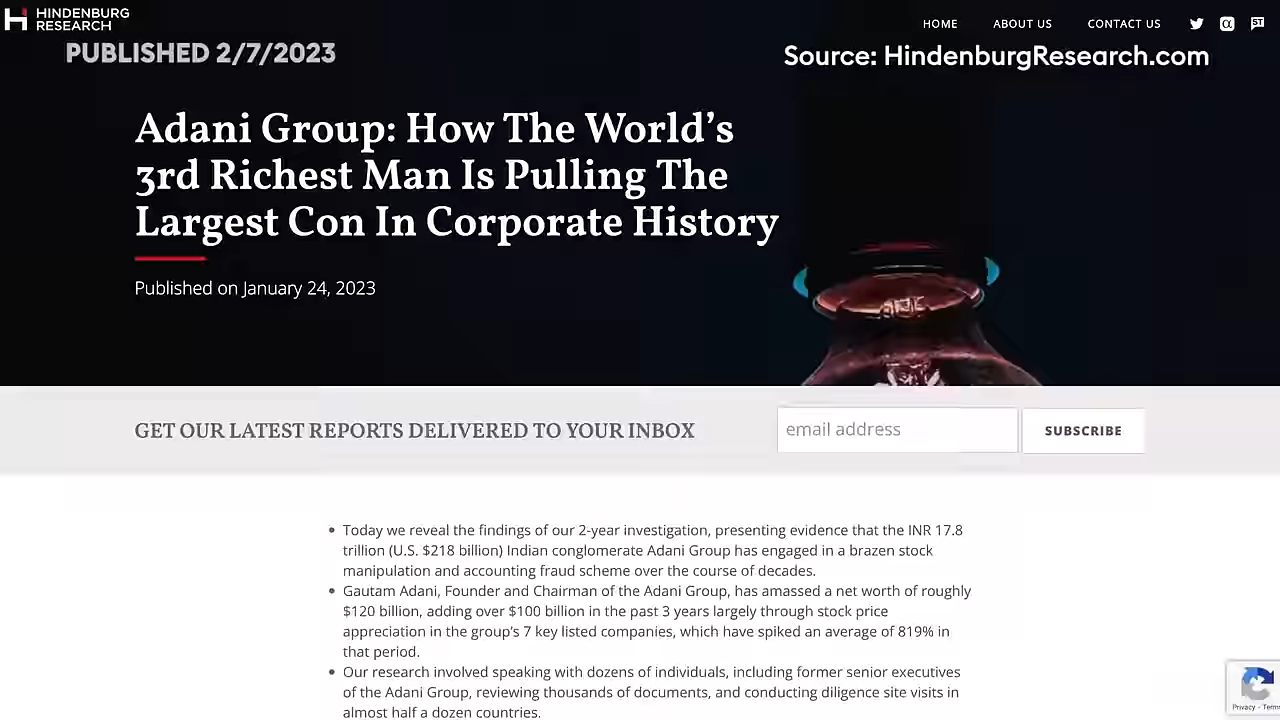 HINDENBURG
RESEARCH
HOME ABOUT US CONTACT US
PUBLISHED 2/7/2023
Source: HindenburgResearch.com
Adani Group: How The World’s
3rd Richest Man Is Pulling The
Largest Con In Corporate History
Published on January 24, 2023
GET OUR LATEST REPORTS DELIVERED TO YOUR INBOX
email address
SUBSCRIBE
• Today we reveal the findings of our 2-year investigation, presenting evidence that the INR 17.8
trillion (U.S. $218 billion) Indian conglomerate Adani Group has engaged in a brazen stock
manipulation and accounting fraud scheme over the course of decades.
• Gautam Adani, Founder and Chairman of the Adani Group, has amassed a net worth of roughly
$120 billion, adding over $100 billion in the past 3 years largely through stock price
appreciation in the group’s 7 key listed companies, which have spiked an average of 819% in
that period.
• Our research involved speaking with dozens of individuals, including former senior executives
of the Adani Group, reviewing thousands of documents, and conducting diligence site visits in
almost half a dozen countries.
Privacy - Terms